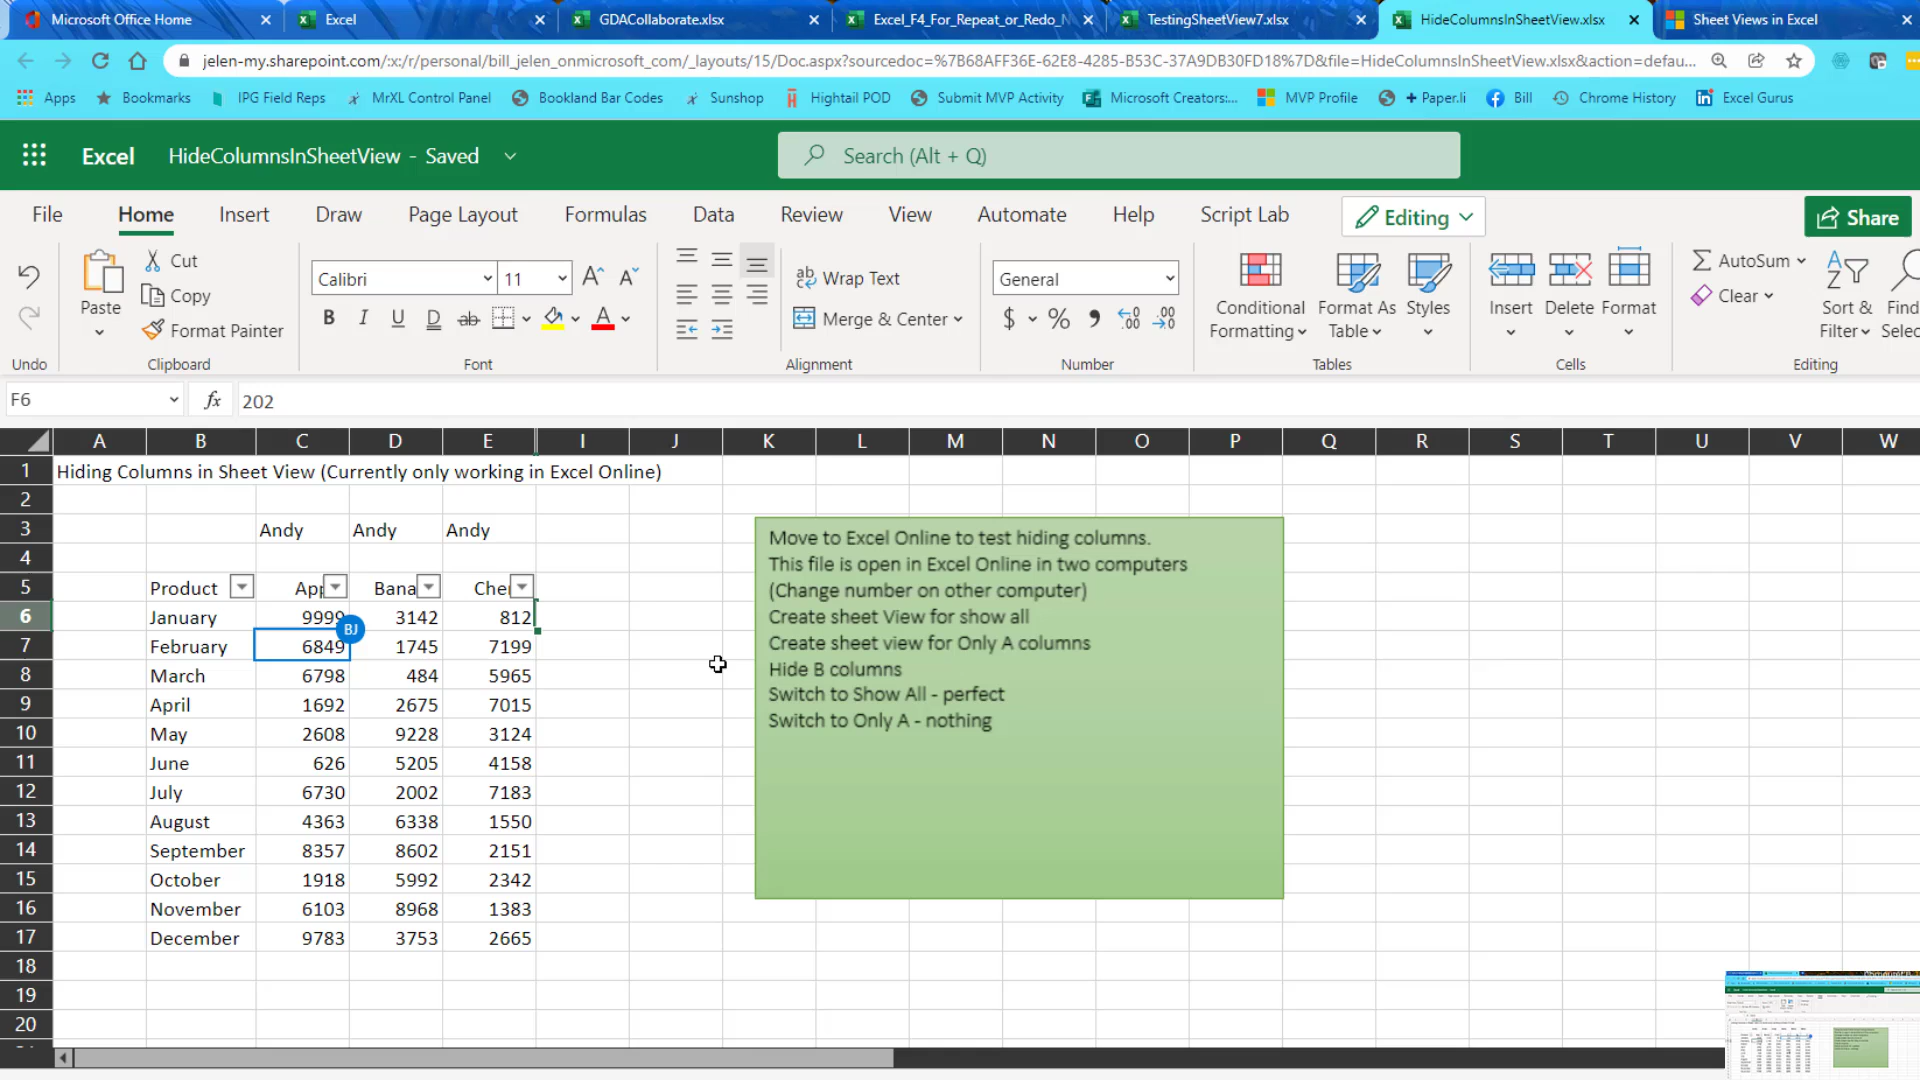 Microsoft Office Home
Excel
GDACollaborate.xlsx
Excel_F4_For_Repeat_or_Redo_N
TestingSheetView7.xlsx
HideColumnsInSheetView.xlsx
Sheet Views in Excel
jelen-my.sharepoint.com/:x:/r/personal/bill_jelen_onmicrosoft_com/_layouts/15/Doc.aspx?sourcedoc=%7B68AFF36E-62E8-4285-B53C-37A9DB30FD18%7D&file=HideColumnsInSheetView.xlsx&action=defau...
Apps
Bookmarks
IPG Field Reps
MrXL Control Panel
Bookland Bar Codes
Sunshop
Hightail POD
Submit MVP Activity
Microsoft Creators:...
MVP Profile
+ Paper.li
Bill
Chrome History
Excel Gurus
Excel
HideColumnsInSheetView - Saved
Search (Alt + Q)
File Home Insert Draw Page Layout Formulas Data Review View Automate Help Script Lab
Editing
Share
Paste
Cut
Copy
Format Painter
Calibri 11
B I U D ab
Wrap Text
Merge & Center
General
$ % 9 .00 .00
Conditional Formatting
Format As Table
Styles
Insert
Delete
Format
AutoSum
Clear
Sort & Filter
Find
Selec
Undo Clipboard Font Alignment Number Tables Cells Editing
F6 fx 202
A B C D E I J K L M N O P Q R S T U V W
1 Hiding Columns in Sheet View (Currently only working in Excel Online)
2
3 Andy Andy Andy
4
5 Product App Bana Che
6 January 9999 3142 812
BJ
7 February 6849 1745 7199
8 March 6798 484 5965
9 April 1692 2675 7015
10 May 2608 9228 3124
11 June 626 5205 4158
12 July 6730 2002 7183
13 August 4363 6338 1550
14 September 8357 8602 2151
15 October 1918 5992 2342
16 November 6103 8968 1383
17 December 9783 3753 2665
18
19
20
Move to Excel Online to test hiding columns.
This file is open in Excel Online in two computers
(Change number on other computer)
Create sheet View for show all
Create sheet view for Only A columns
Hide B columns
Switch to Show All - perfect
Switch to Only A - nothing